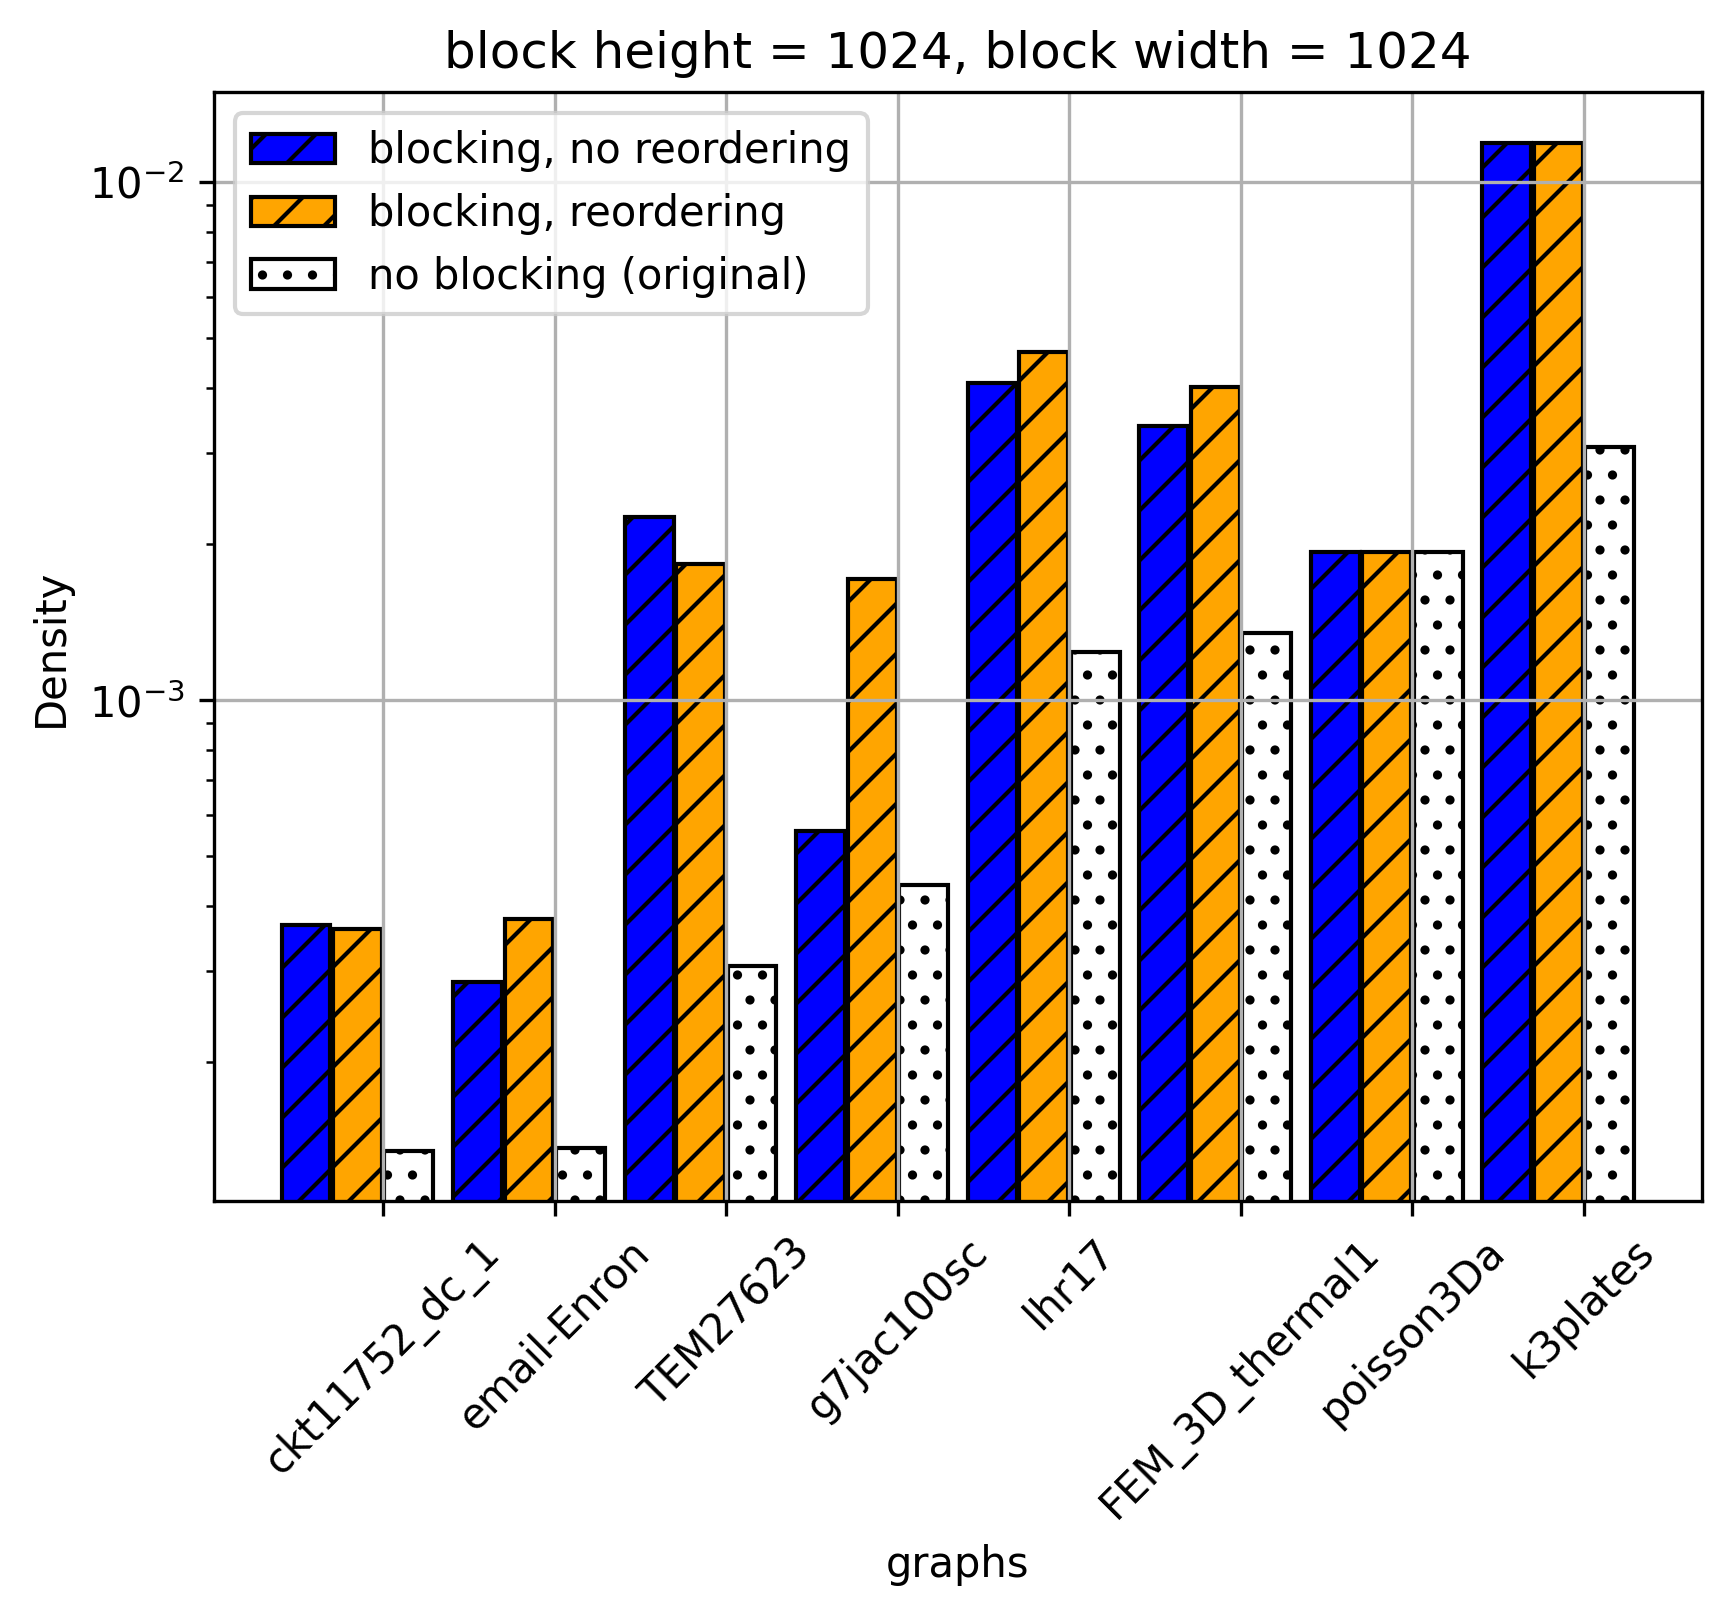 block height = 1024, block width = 1024
blocking, no reordering
blocking, reordering
no blocking (original)
10⁻²
10⁻³
Density
ckt11752_dc_1
email-Enron
TEM27623
g7jac100sc
lhr17
FEM_3D_thermal1
poisson3Da
k3plates
graphs